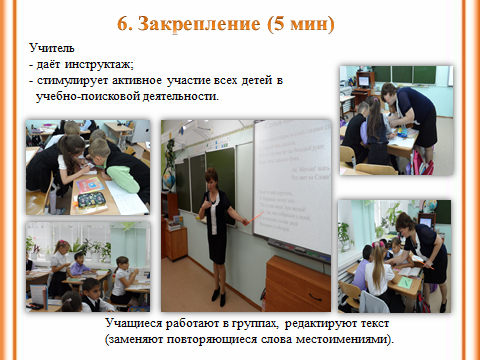 6. Закрепление (5 мин)
Учитель
- даёт инструктаж;
- стимулирует активное участие всех детей в
учебно-поисковой деятельности.
Учащиеся работают в группах, редактируют текст
(заменяют повторяющиеся слова местоимениями).